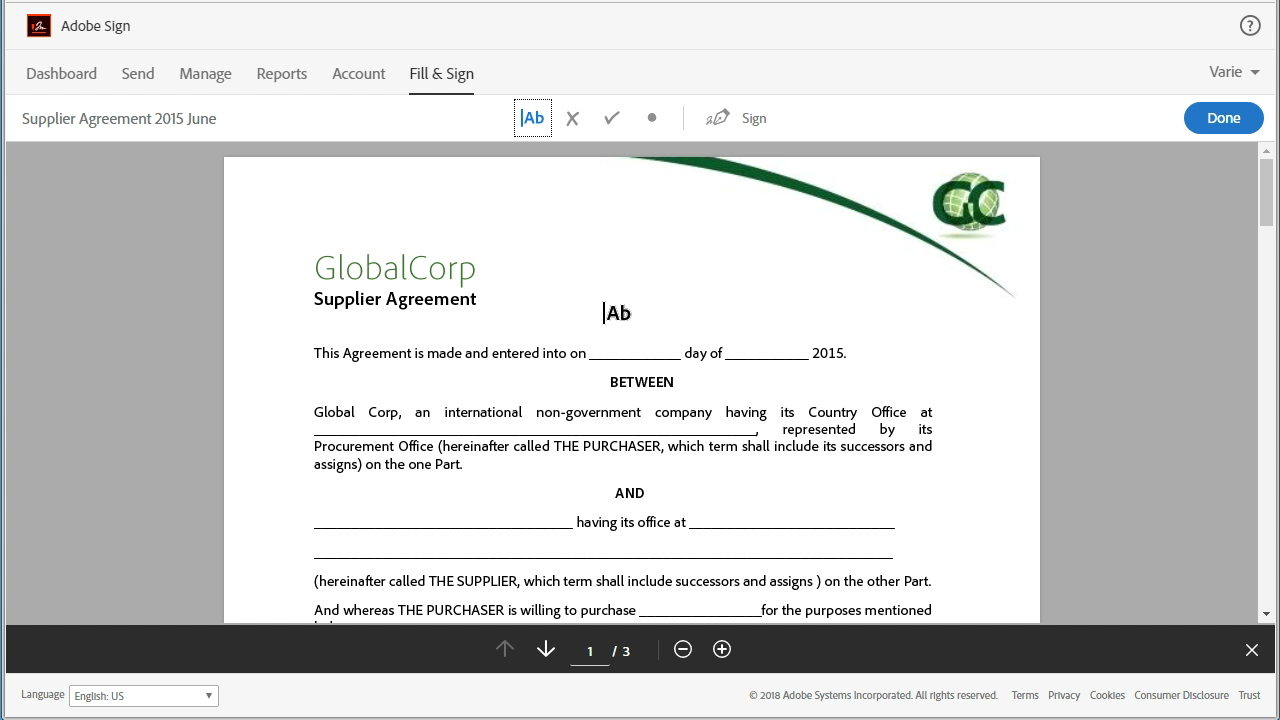 Adobe Sign
?
Dashboard Send Manage Reports Account Fill & Sign
Varie
Supplier Agreement 2015 June
Ab
Sign
Done
GC
GlobalCorp
Supplier Agreement
Ab
This Agreement is made and entered into on ____________ day of ___________ 2015.
BETWEEN
Global Corp, an international non-government company having its Country Office at
__________________________________________________________, represented by its
Procurement Office (hereinafter called THE PURCHASER, which term shall include its successors and
assigns) on the one Part.
AND
__________________________________ having its office at ___________________________
____________________________________________________________________________
(hereinafter called THE SUPPLIER, which term shall include successors and assigns ) on the other Part.
And whereas THE PURCHASER is willing to purchase ________________for the purposes mentioned
1 / 3
Language English: US
© 2018 Adobe Systems Incorporated. All rights reserved. Terms Privacy Cookies Consumer Disclosure Trust